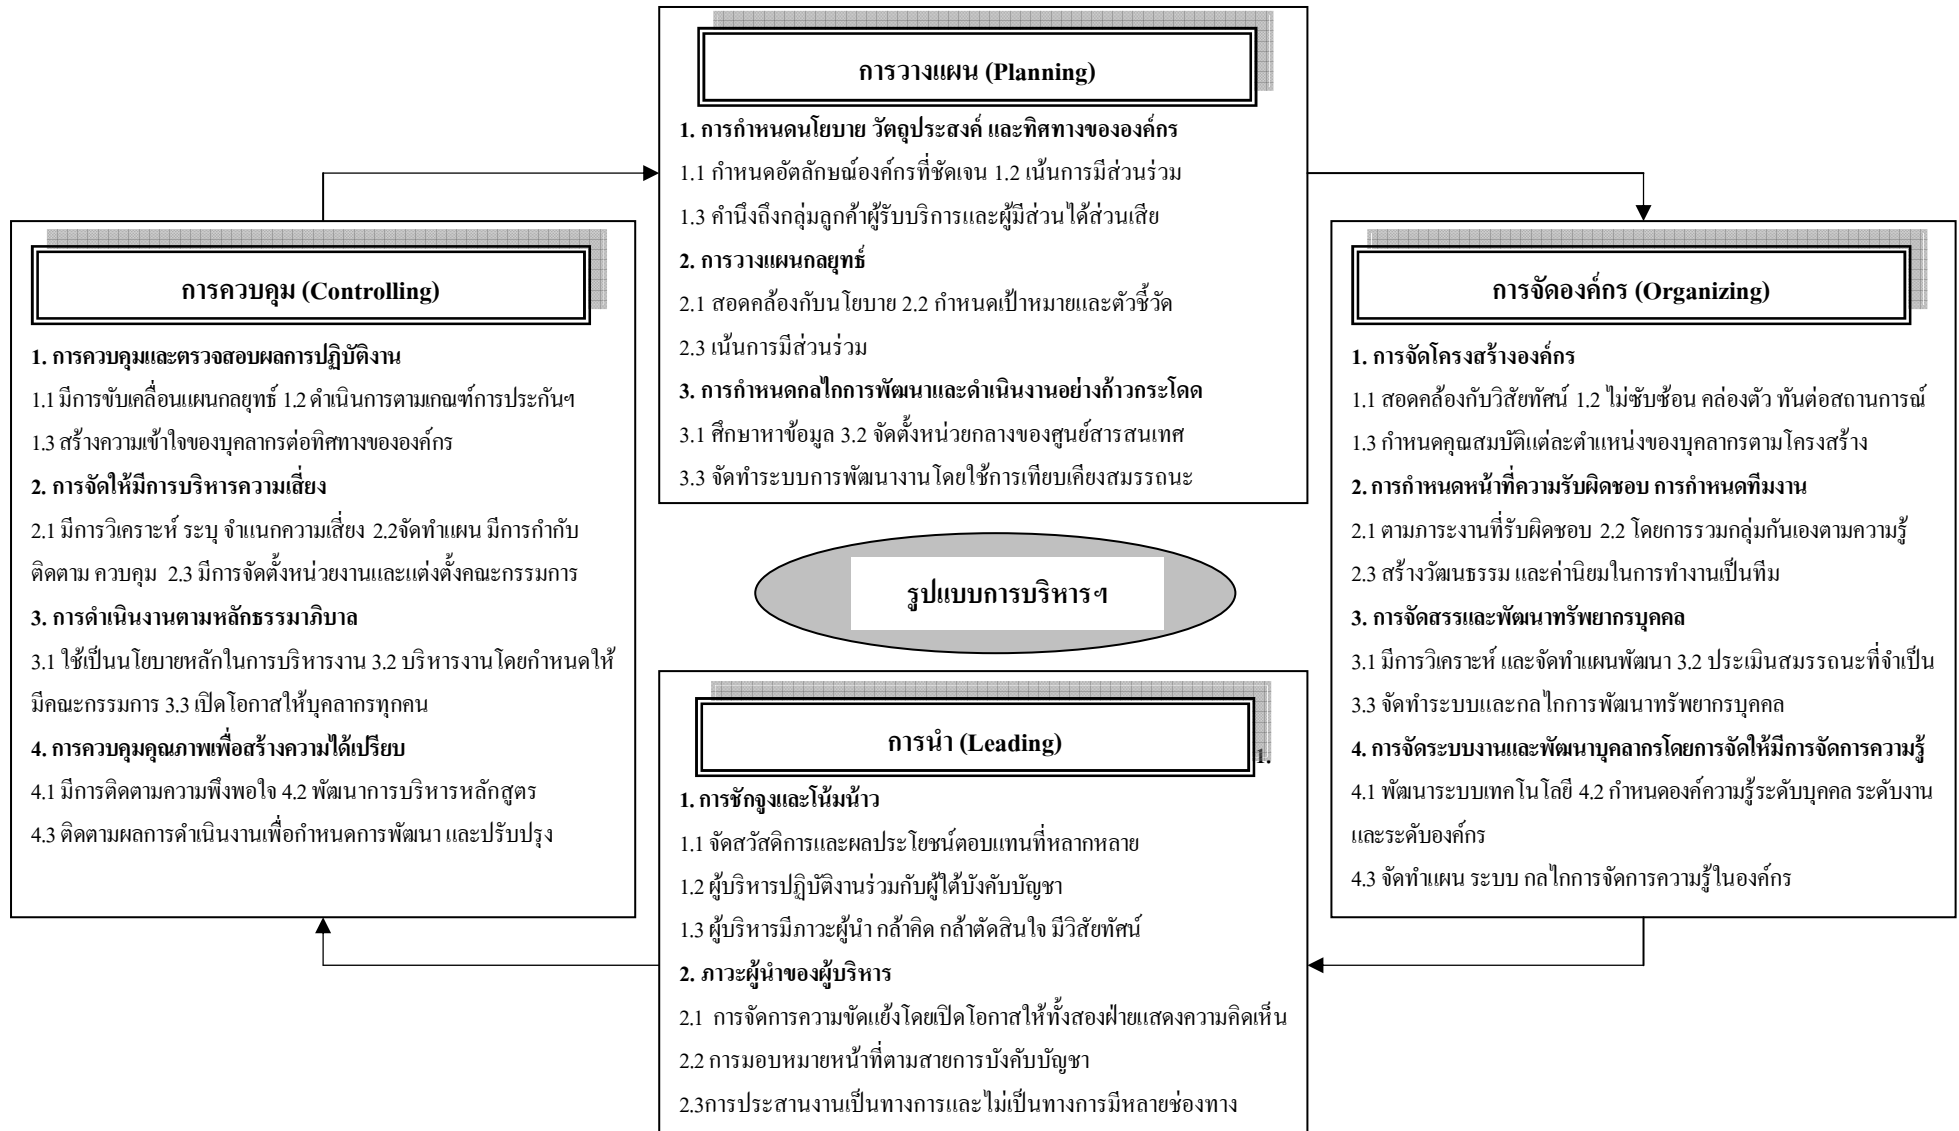 การวางแผน (Planning)
1. การกำหนดนโยบาย วัตถุประสงค์ และทิศทางขององค์กร
1.1 กำหนดอัตลักษณ์องค์กรที่ชัดเจน 1.2 เน้นการมีส่วนร่วม
1.3 คำนึงถึงกลุ่มลูกค้าผู้รับบริการและผู้มีส่วนได้ส่วนเสีย
2. การวางแผนกลยุทธ์
2.1 สอดคล้องกับนโยบาย 2.2 กำหนดเป้าหมายและตัวชี้วัด
2.3 เน้นการมีส่วนร่วม
3. การกำหนดกลไกการพัฒนาและดำเนินงานอย่างก้าวกระโดด
3.1 ศึกษาหาข้อมูล 3.2 จัดตั้งหน่วยกลางของศูนย์สารสนเทศ
3.3 จัดทำระบบการพัฒนางานโดยใช้การเทียบเคียงสมรรถนะ
การควบคุม (Controlling)
1. การควบคุมและตรวจสอบผลการปฏิบัติงาน
1.1 มีการขับเคลื่อนแผนกลยุทธ์ 1.2 ดำเนินการตามเกณฑ์การประกันฯ
1.3 สร้างความเข้าใจของบุคลากรต่อทิศทางขององค์กร
2. การจัดให้มีการบริหารความเสี่ยง
2.1 มีการวิเคราะห์ ระบุ จำแนกความเสี่ยง 2.2จัดทำแผน มีการกำกับ
ติดตาม ควบคุม 2.3 มีการจัดตั้งหน่วยงานและแต่งตั้งคณะกรรมการ
3. การดำเนินงานตามหลักธรรมาภิบาล
3.1 ใช้เป็นนโยบายหลักในการบริหารงาน 3.2 บริหารงานโดยกำหนดให้
มีคณะกรรมการ 3.3 เปิดโอกาสให้บุคลากรทุกคน
4. การควบคุมคุณภาพเพื่อสร้างความได้เปรียบ
4.1 มีการติดตามความพึงพอใจ 4.2 พัฒนาการบริหารหลักสูตร
4.3 ติดตามผลการดำเนินงานเพื่อกำหนดการพัฒนา และปรับปรุง
รูปแบบการบริหารฯ
การจัดองค์กร (Organizing)
1. การจัดโครงสร้างองค์กร
1.1 สอดคล้องกับวิสัยทัศน์ 1.2 ไม่ซับซ้อน คล่องตัว ทันต่อสถานการณ์
1.3 กำหนดคุณสมบัติแต่ละตำแหน่งของบุคลากรตามโครงสร้าง
2. การกำหนดหน้าที่ความรับผิดชอบ การกำหนดทีมงาน
2.1 ตามภาระงานที่รับผิดชอบ 2.2 โดยการรวมกลุ่มกันเองตามความรู้
2.3 สร้างวัฒนธรรม และค่านิยมในการทำงานเป็นทีม
3. การจัดสรรและพัฒนาทรัพยากรบุคคล
3.1 มีการวิเคราะห์ และจัดทำแผนพัฒนา 3.2 ประเมินสมรรถนะที่จำเป็น
3.3 จัดทำระบบและกลไกการพัฒนาทรัพยากรบุคคล
4. การจัดระบบงานและพัฒนาบุคลากรโดยการจัดให้มีการจัดการความรู้
4.1 พัฒนาระบบเทคโนโลยี 4.2 กำหนดองค์ความรู้ระดับบุคคล ระดับงาน
และระดับองค์กร
4.3 จัดทำแผน ระบบ กลไกการจัดการความรู้ในองค์กร
การนำ (Leading)
1.
1. การชักจูงและโน้มน้าว
1.1 จัดสวัสดิการและผลประโยชน์ตอบแทนที่หลากหลาย
1.2 ผู้บริหารปฏิบัติงานร่วมกับผู้ใต้บังคับบัญชา
1.3 ผู้บริหารมีภาวะผู้นำ กล้าคิด กล้าตัดสินใจ มีวิสัยทัศน์
2. ภาวะผู้นำของผู้บริหาร
2.1 การจัดการความขัดแย้งโดยเปิดโอกาสให้ทั้งสองฝ่ายแสดงความคิดเห็น
2.2 การมอบหมายหน้าที่ตามสายการบังคับบัญชา
2.3การประสานงานเป็นทางการและไม่เป็นทางการมีหลายช่องทาง